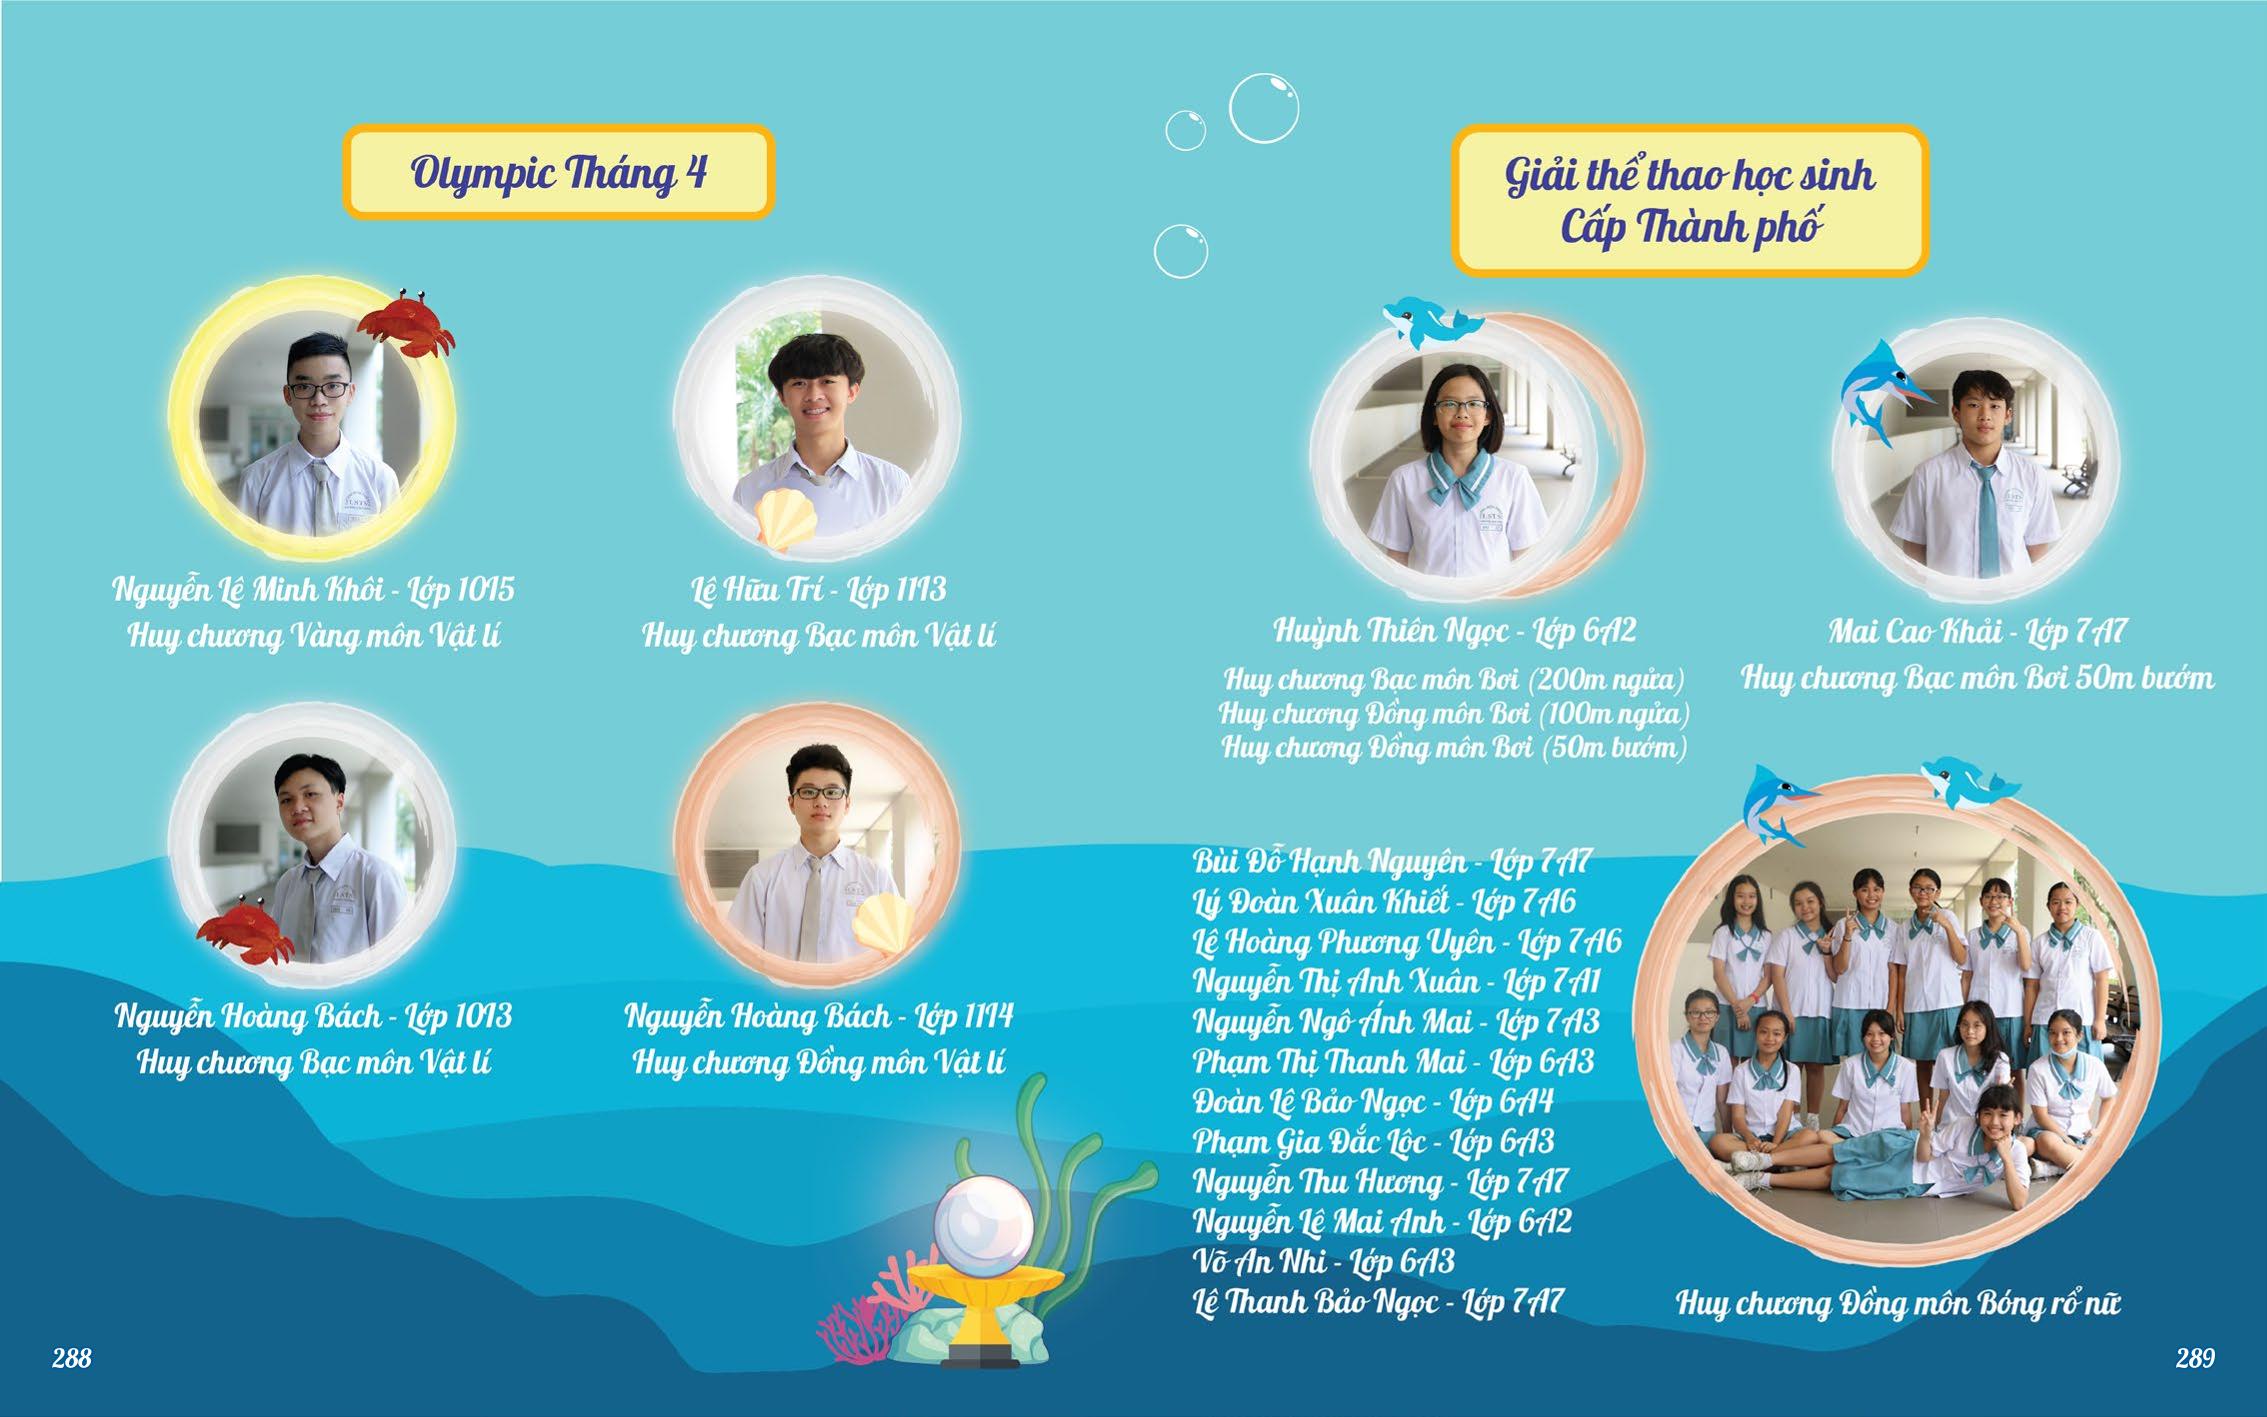 Olympic Tháng 4
Nguyễn Lê Minh Khôi - Lớp 10I5
Huy chương Vàng môn Vật lí
Lê Hữu Trí - Lớp 11I3
Huy chương Bạc môn Vật lí
Nguyễn Hoàng Bách - Lớp 10I3
Huy chương Bạc môn Vật lí
Nguyễn Hoàng Bách - Lớp 11I4
Huy chương Đồng môn Vật lí
288
Giải thể thao học sinh
Cấp Thành phố
Huỳnh Thiên Ngọc - Lớp 6A2
Huy chương Bạc môn Bơi (200m ngửa)
Huy chương Đồng môn Bơi (100m ngửa)
Huy chương Đồng môn Bơi (50m bướm)
Mai Cao Khải - Lớp 7A7
Huy chương Bạc môn Bơi 50m bướm
Bùi Đỗ Hạnh Nguyên - Lớp 7A7
Lý Đoàn Xuân Khiết - Lớp 7A6
Lê Hoàng Phương Uyên - Lớp 7A6
Nguyễn Thị Anh Xuân - Lớp 7A1
Nguyễn Ngô Ánh Mai - Lớp 7A3
Phạm Thị Thanh Mai - Lớp 6A3
Đoàn Lê Bảo Ngọc - Lớp 6A4
Phạm Gia Đắc Lộc - Lớp 6A3
Nguyễn Thu Hương - Lớp 7A7
Nguyễn Lê Mai Anh - Lớp 6A2
Võ An Nhi - Lớp 6A3
Lê Thanh Bảo Ngọc - Lớp 7A7
Huy chương Đồng môn Bóng rổ nữ
289